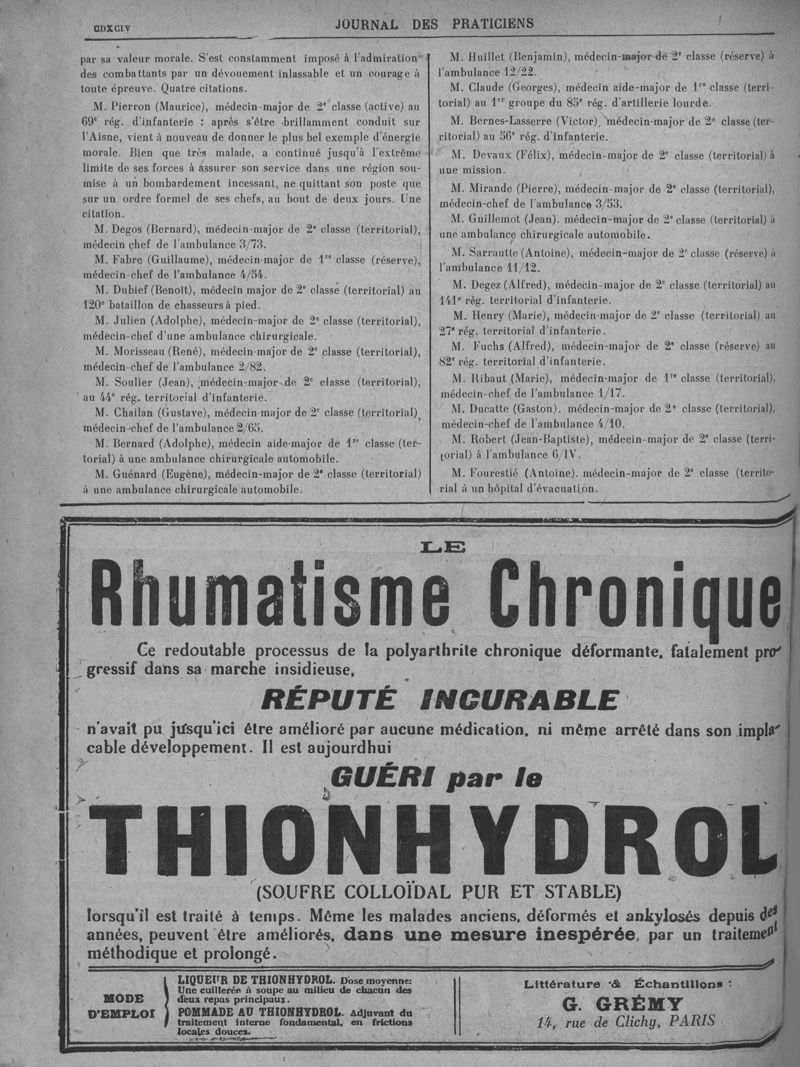 CDXCIV
JOURNAL DES PRATICIENS
par sa valeur morale. S'est constamment imposé à l'admiration
des combattants par un dévouement inlassable et un courage à
toute épreuve. Quatre citations.
M. Pierron (Maurice), médecin-major de 2e classe (active) au
69e rég. d'infanterie : après s'être brillamment conduit sur
l'Aisne, vient à nouveau de donner le plus bel exemple d'énergie
morale. Bien que très malade, a continué jusqu'à l'extrême
limite de ses forces à assurer son service dans une région sou-
mise à un bombardement incessant, ne quittant son poste que
sur un ordre formel de ses chefs, au bout de deux jours. Une
citation.
M. Degos (Bernard), médecin-major de 2e classe (territorial),
médecin chef de l'ambulance 3/73.
M. Fabre (Guillaume), médecin-major de 1re classe (réserve),
médecin-chef de l'ambulance 4/54.
M. Dubief (Benoît), médecin major de 2e classe (territorial) au
120e bataillon de chasseurs à pied.
M. Julien (Adolphe), médecin-major de 2e classe (territorial),
médecin-chef d'une ambulance chirurgicale.
M. Morisseau (René), médecin-major de 2e classe (territorial),
médecin-chef de l'ambulance 2/82.
M. Soulier (Jean), médecin-major de 2e classe (territorial),
au 44e rég. territorial d'infanterie.
M. Chailan (Gustave), médecin-major de 2e classe (territorial),
médecin-chef de l'ambulance 2/65.
M. Bernard (Adolphe), médecin aide-major de 1re classe (ter-
torial) à une ambulance chirurgicale automobile.
M. Guénard (Eugène), médecin-major de 2e classe (territorial)
à une ambulance chirurgicale automobile.
M. Huillet (Benjamin), médecin-major de 2e classe (réserve) à
l'ambulance 12/22.
M. Claude (Georges), médecin aide-major de 1re classe (terri-
torial) au 1er groupe du 85e rég. d'artillerie lourde.
M. Bernes-Lasserre (Victor), médecin-major de 2e classe (ter-
ritorial) au 56e rég. d'infanterie.
M. Devaux (Félix), médecin-major de 2e classe (territorial) à
une mission.
M. Mirande (Pierre), médecin-major de 2e classe (territorial),
médecin-chef de l'ambulance 3/53.
M. Guillemot (Jean). médecin-major de 2e classe (territorial) à
une ambulance chirurgicale automobile.
M. Sarrautte (Antoine), médecin-major de 2e classe (réserve) à
l'ambulance 11/12.
M. Degez (Alfred), médecin-major de 2e classe (territorial) au
141e rég. territorial d'infanterie.
M. Henry (Marie), médecin-major de 2e classe (territorial) au
27e rég. territorial d'infanterie.
M. Fuchs (Alfred), médecin-major de 2e classe (réserve) au
82e rég. territorial d'infanterie.
M. Ribaut (Marie), médecin-major de 1re classe (territorial),
médecin-chef de l'ambulance 1/17.
M. Ducatte (Gaston). médecin-major de 2e classe (territorial),
médecin-chef de l'ambulance 4/10.
M. Robert (Jean-Baptiste), médecin-major de 2e classe (terri-
torial) à l'ambulance 6/IV.
M. Fourestié (Antoine). médecin-major de 2e classe (territo-
rial à un hôpital d'évacuation.
LE
Rhumatisme Chronique
Ce redoutable processus de la polyarthrite chronique déformante, fatalement pro-
gressif dans sa marche insidieuse,
RÉPUTÉ INCURABLE
n'avait pu jusqu'ici être amélioré par aucune médication, ni même arrêté dans son impla-
cable développement. Il est aujourdhui
GUÉRI par le
THIONHYDROL
(SOUFRE COLLOÏDAL PUR ET STABLE)
lorsqu'il est traité à temps. Même les malades anciens, déformés et ankylosés depuis des
années, peuvent être améliorés, dans une mesure inespérée, par un traitement
méthodique et prolongé.
MODE
D'EMPLOI
LIQUEUR DE THIONHYDROL. Dose moyenne:
Une cuillerée à soupe au milieu de chacun des
deux repas principaux.
POMMADE AU THIONHYDROL. Adjuvant du
traitement interne fondamental, en frictions
locales douces.
Littérature & Échantillons :
G. GRÉMY
14, rue de Clichy, PARIS